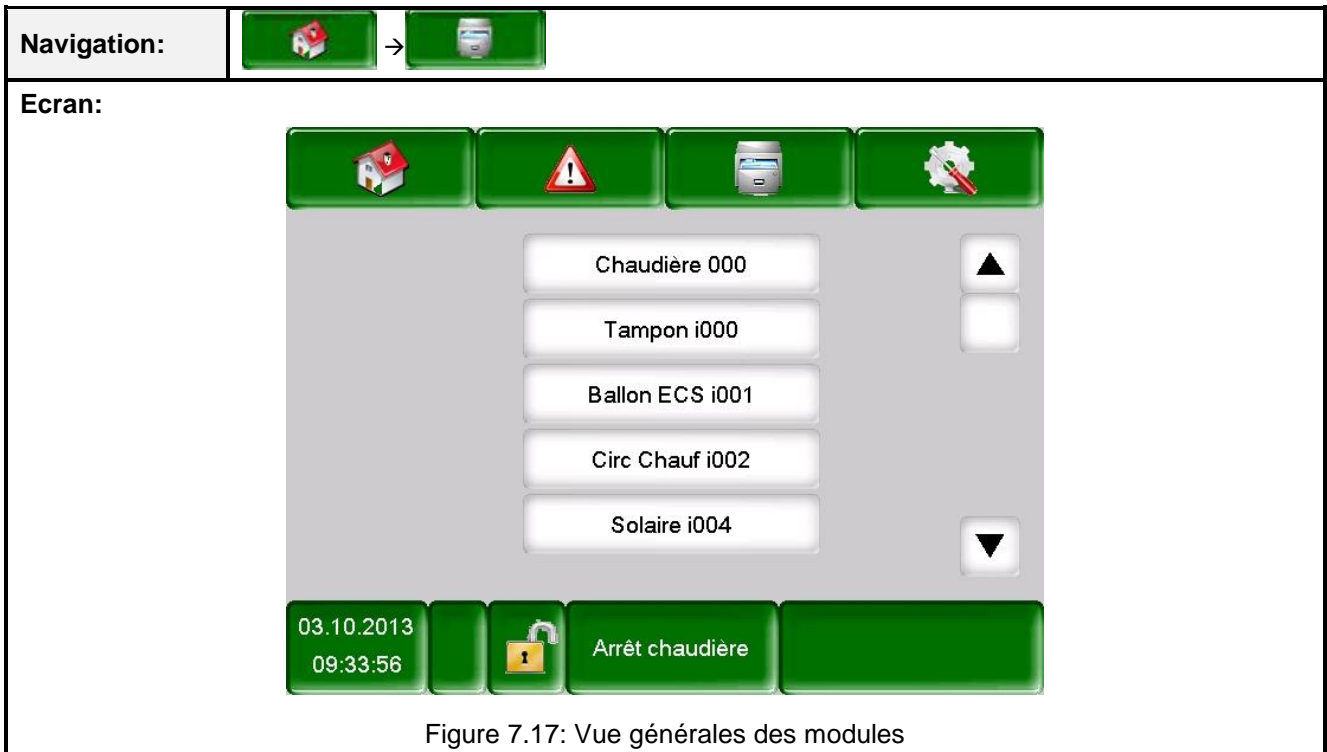 Navigation:
→
Ecran:
Chaudière 000
Tampon i000
Ballon ECS i001
Circ Chauf i002
Solaire i004
03.10.2013
09:33:56
Arrêt chaudière
Figure 7.17: Vue générales des modules